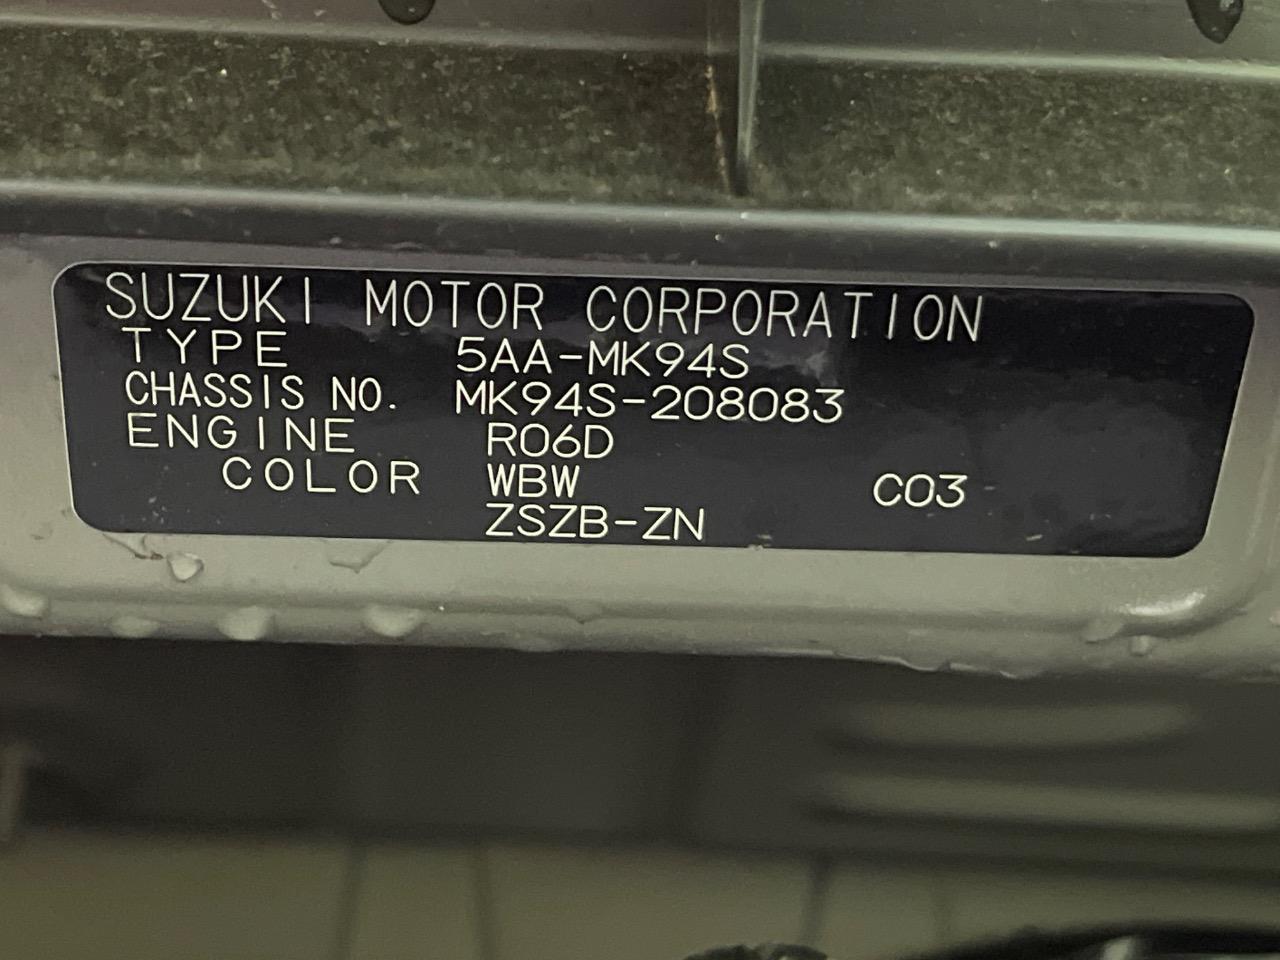 SUZUKI MOTOR CORPORATION
TYPE 5AA-MK94S
CHASSIS NO. MK94S-208083
ENGINE R06D
COLOR WBW C03
ZSZB-ZN